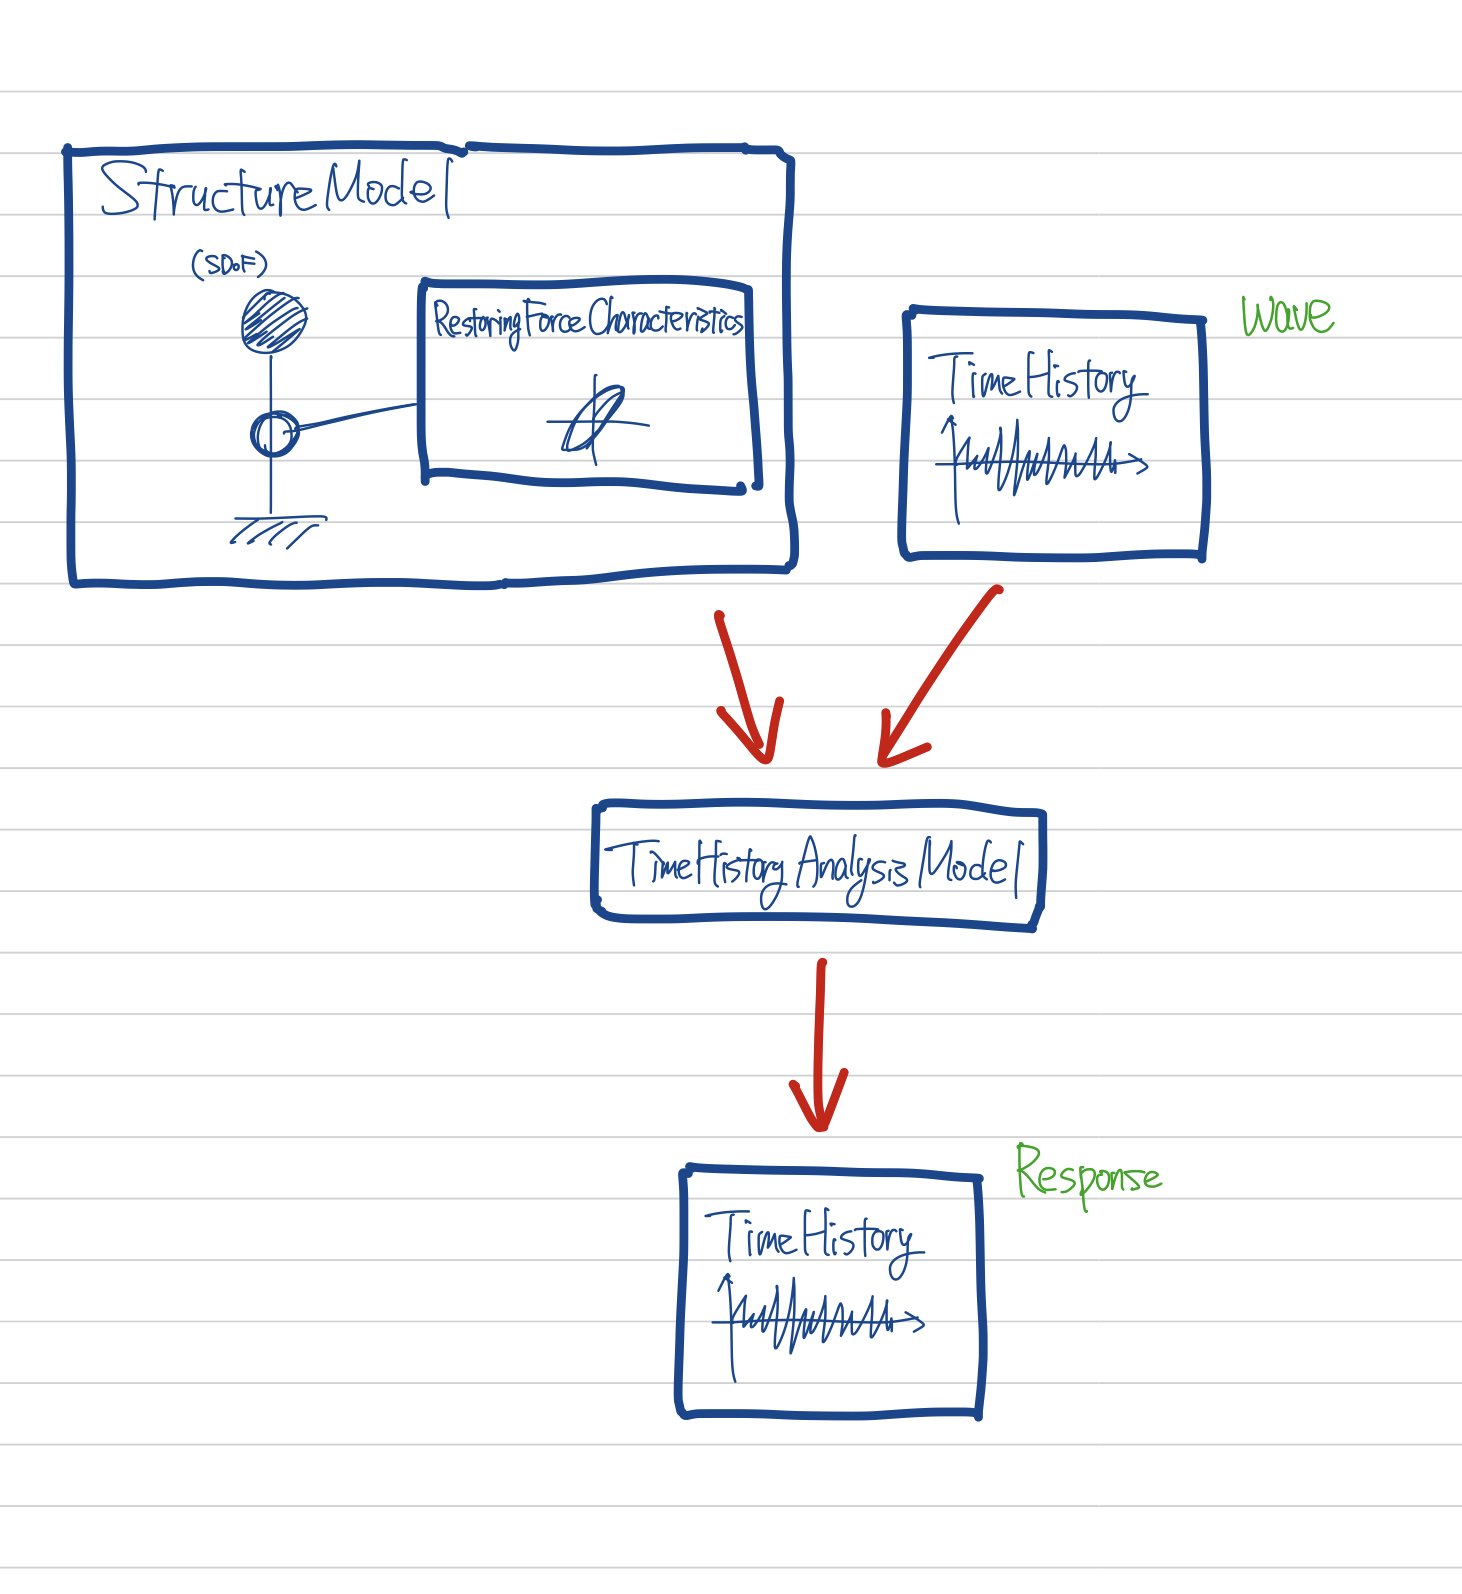 Structure Model
(SDoF)
Restoring Force Characteristics
Wave
Time History
Time History Analysis Model
Response
Time History